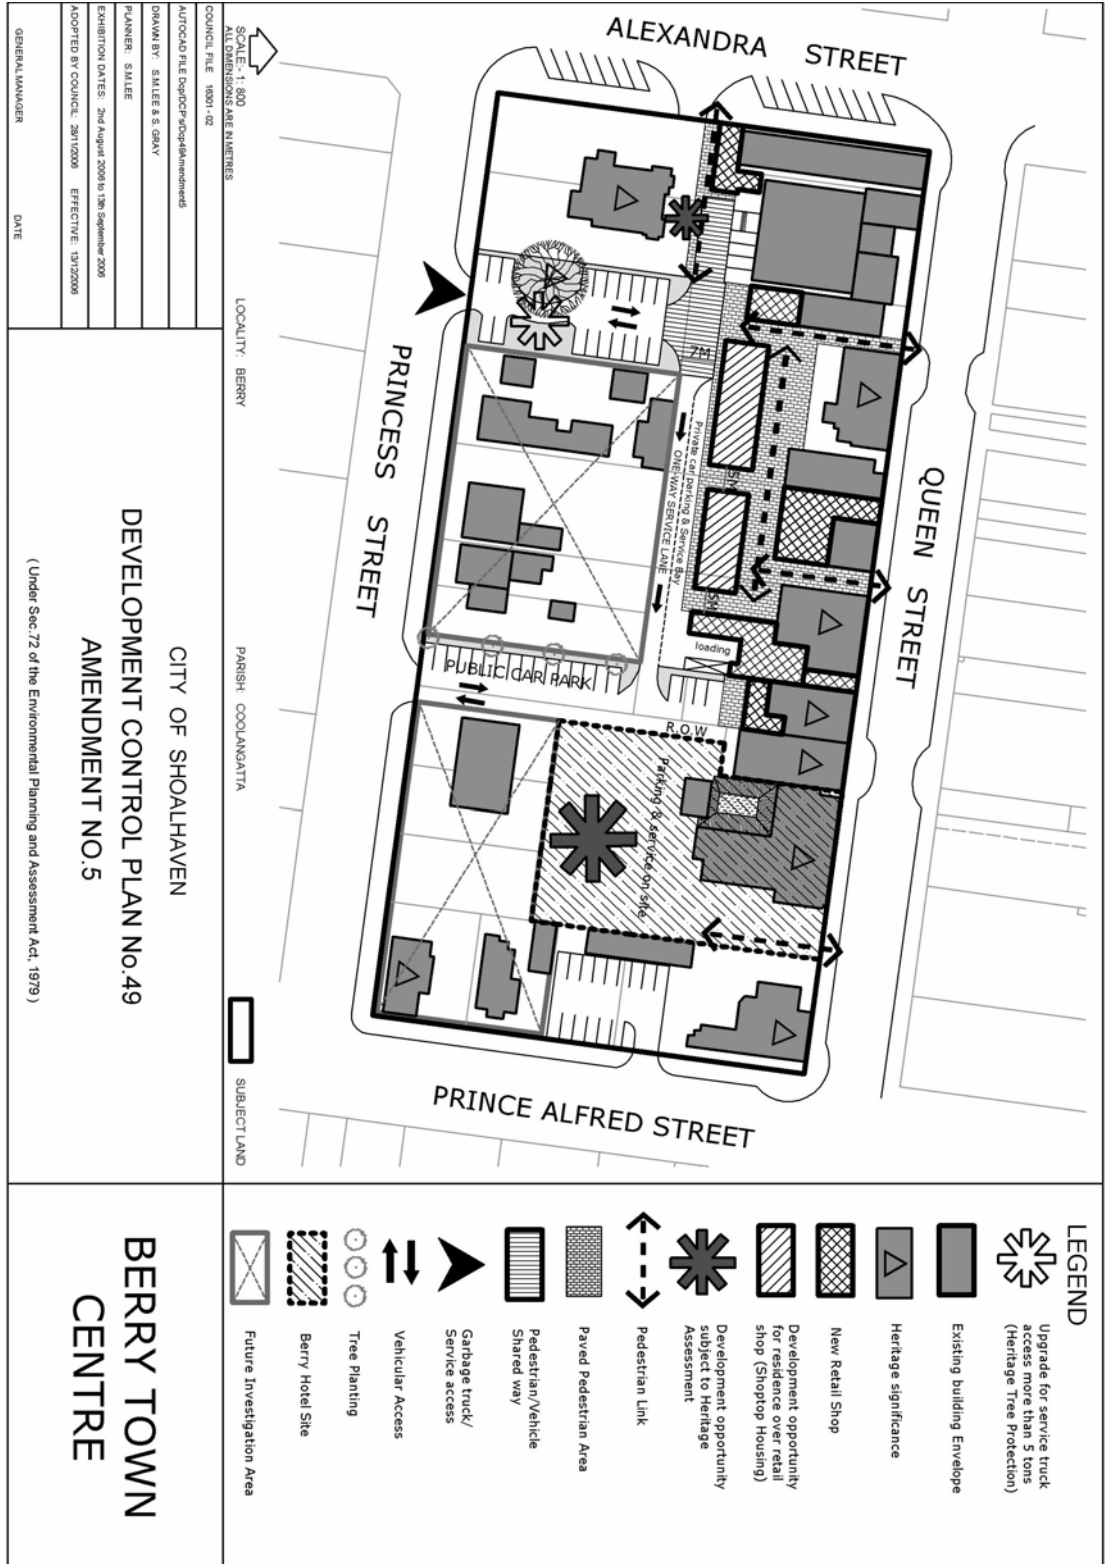 ALEXANDRA STREET
QUEEN STREET
PRINCESS STREET
PRINCE ALFRED STREET
7M
5M
5M
Private car parking & Service Bay
ONE-WAY SERVICE LANE
loading
PUBLIC CAR PARK
R.O.W
Parking & service on site
LEGEND
Upgrade for service truck
access more than 5 tons
(Heritage Tree Protection)
Existing building Envelope
Heritage significance
New Retail Shop
Development opportunity
for residence over retail
shop (Shoptop Housing)
Development opportunity
subject to Heritage
Assessment
Pedestrian Link
Paved Pedestrian Area
Pedestrian/Vehicle
Shared way
Garbage truck/
Service access
Vehicular Access
Tree Planting
Berry Hotel Site
Future Investigation Area
SCALE:- 1: 800
ALL DIMENSIONS ARE IN METRES
LOCALITY: BERRY
PARISH: COOLANGATTA
SUBJECT LAND
COUNCIL FILE 16301-02
AUTOCAD FILE Dcp/DCP's/Dcp49Amendment5
DRAWN BY: S.M.LEE & S. GRAY
PLANNER: S.M.LEE
EXHIBITION DATES: 2nd August 2006 to 13th September 2006
ADOPTED BY COUNCIL: 28/11/2006 EFFECTIVE: 13/12/2006
GENERAL MANAGER DATE
CITY OF SHOALHAVEN
DEVELOPMENT CONTROL PLAN No.49
AMENDMENT NO.5
( Under Sec.72 of the Environmental Planning and Assessment Act, 1979 )
BERRY TOWN
CENTRE